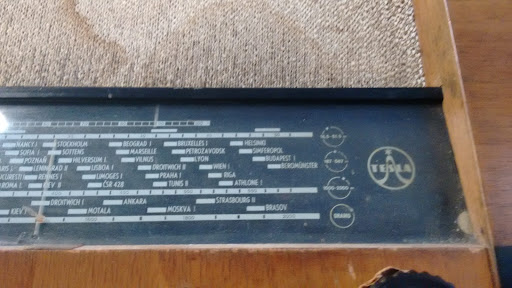 NANCY I STOCKHOLM BEOGRAD I BRUXELLES I HELSINKI
SOFIA I SOTTENS MARSEILLE PETROZAVODSK SIMFEROPOL
POZNAŇ HILVERSUM I. VILNUS LYON BUDAPEST I
LENINGRAD II LISBOA I. DROITWICH II WIEN I BEROMÜNSTER
RENNES I LIMOGES I PRAHA I RIGA
ROMA I KIEV II ČSR 428 TUNIS II ATHLONE I
DROITWICH I ANKARA STRASBOURG II
KIEV I MOTALA MOSKVA I BRASOV
TESLA
GRAMO